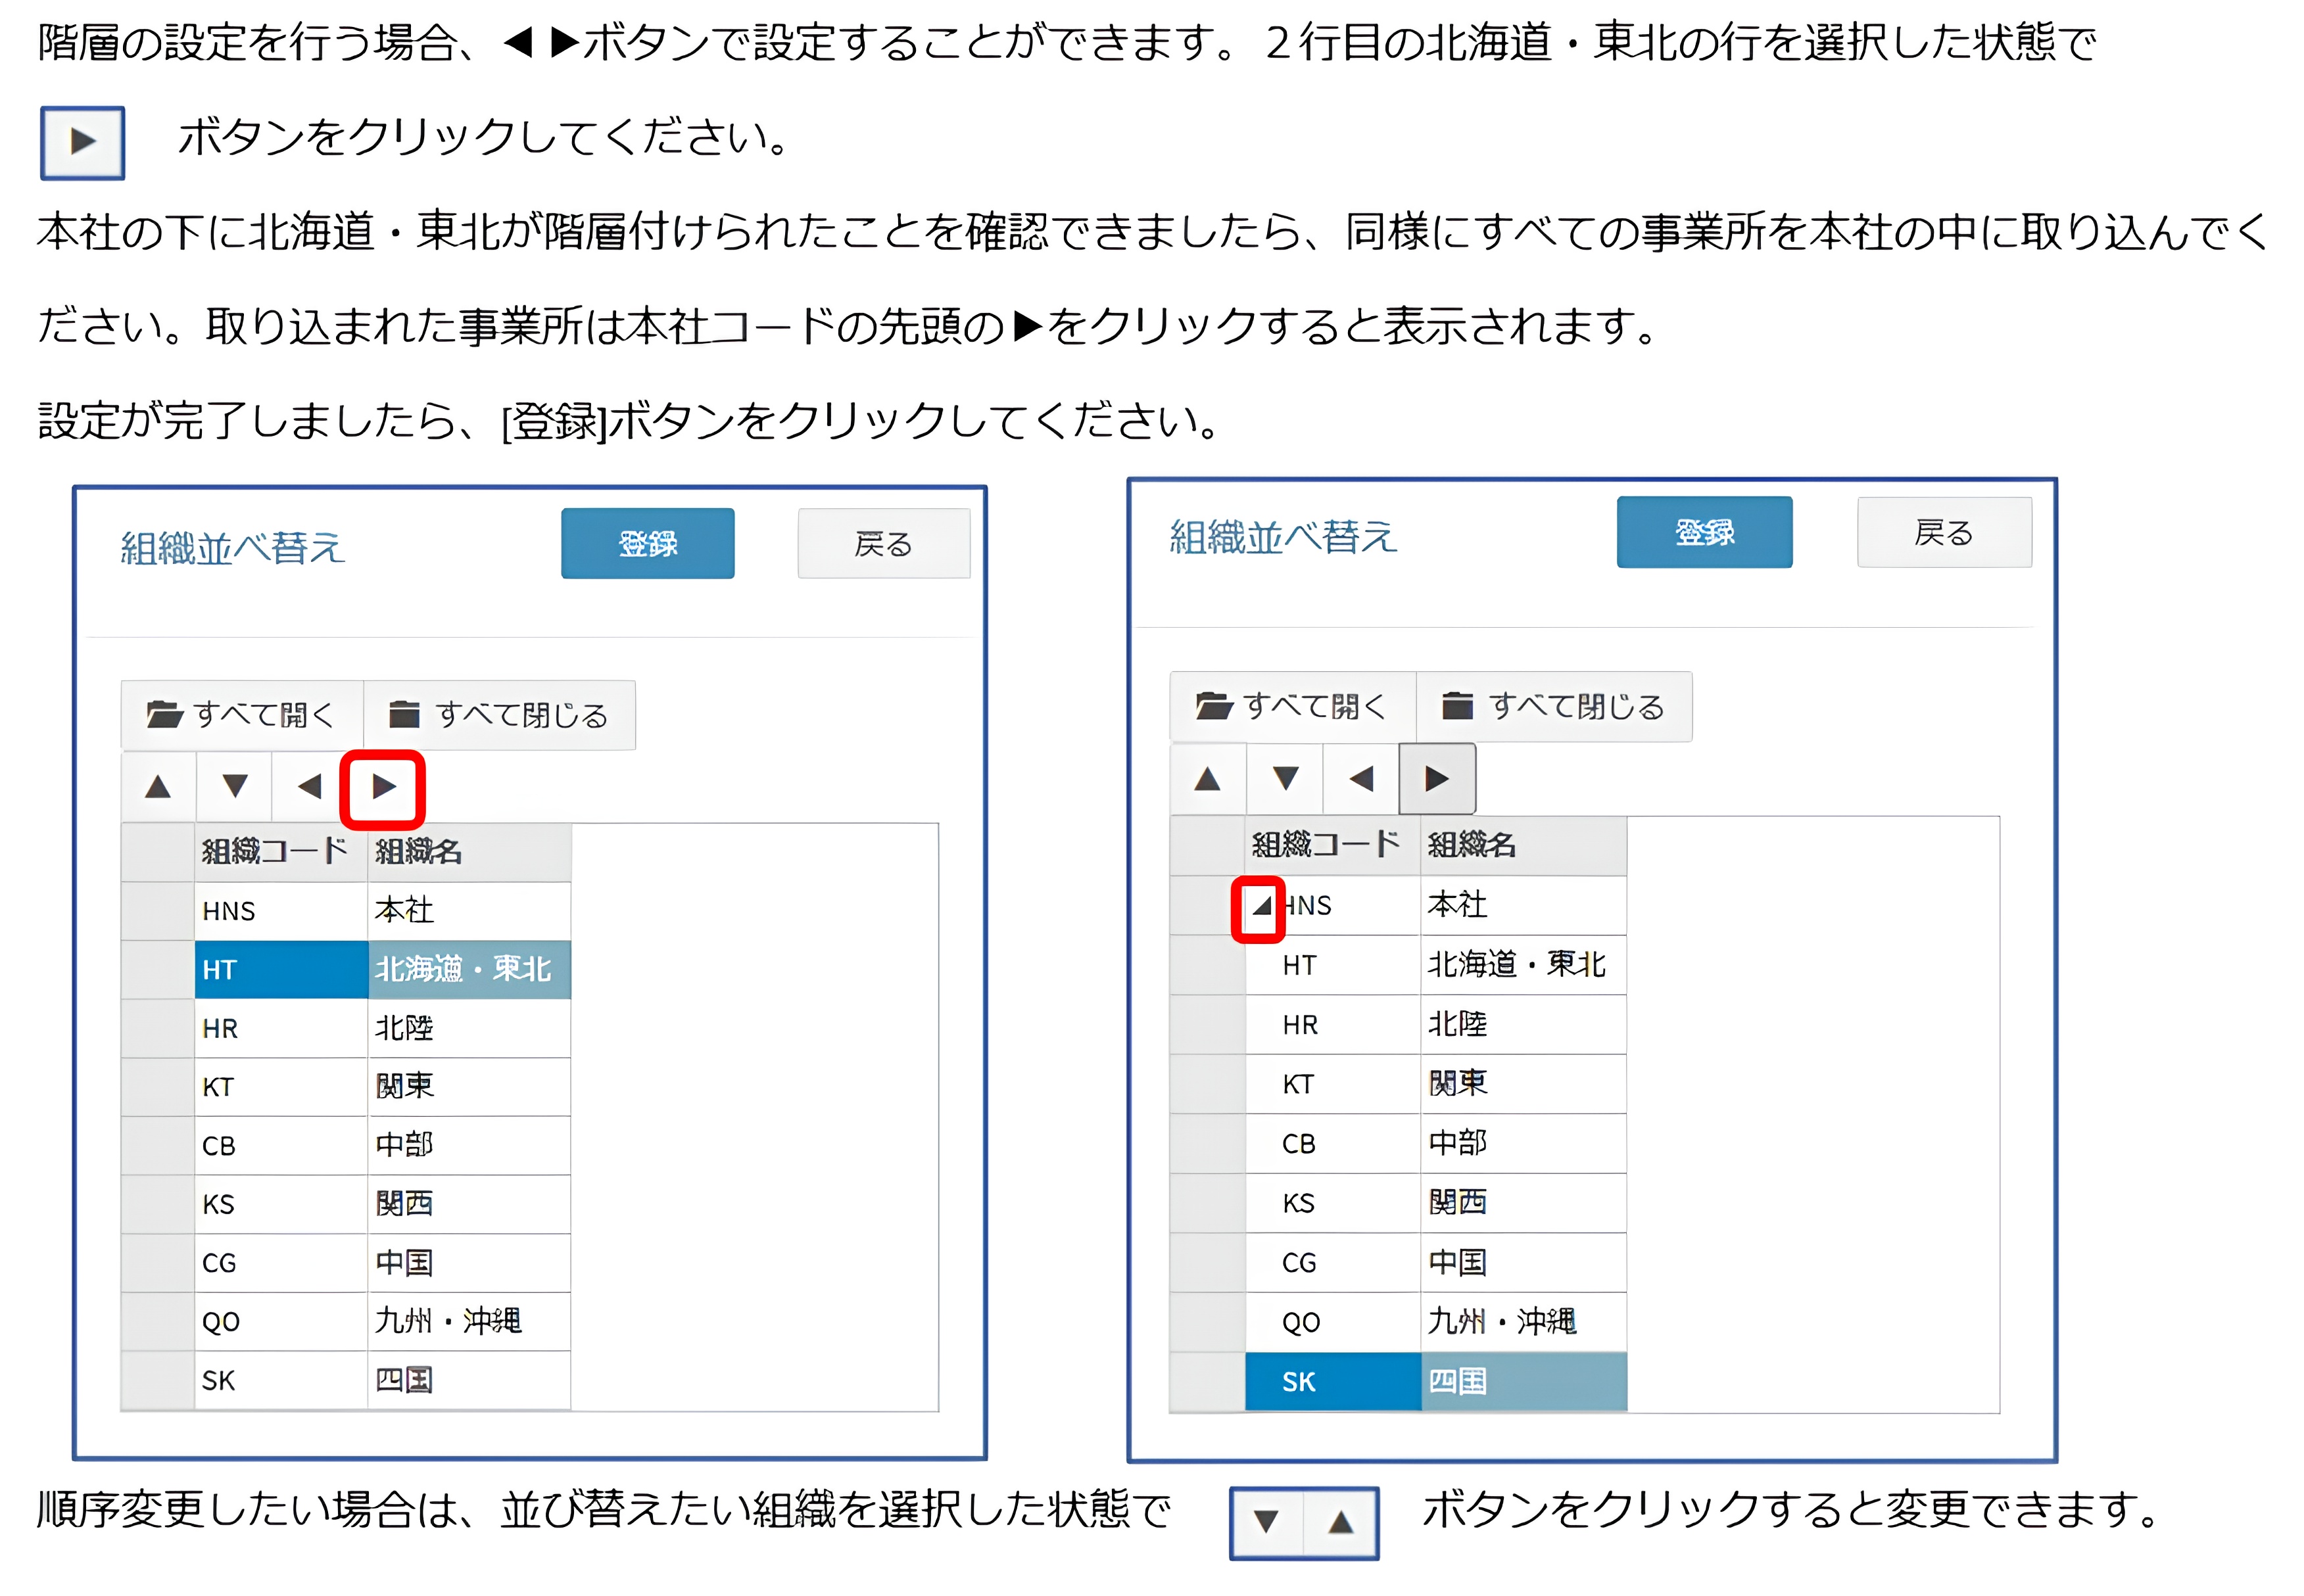 階層の設定を行う場合、◀ ▶ボタンで設定することができます。２行目の北海道・東北の行を選択した状態で
▶ ボタンをクリックしてください。
本社の下に北海道・東北が階層付けられたことを確認できましたら、同様にすべての事業所を本社の中に取り込んでく
ださい。取り込まれた事業所は本社コードの先頭の▶をクリックすると表示されます。
設定が完了しましたら、[登録]ボタンをクリックしてください。
組織並べ替え 登録 戻る
すべて開く すべて閉じる
▲ ▼ ◀ ▶
組織コード 組織名
HNS 本社
HT 北海道・東北
HR 北陸
KT 関東
CB 中部
KS 関西
CG 中国
QO 九州・沖縄
SK 四国
組織並べ替え 登録 戻る
すべて開く すべて閉じる
▲ ▼ ◀ ▶
組織コード 組織名
◢ HNS 本社
HT 北海道・東北
HR 北陸
KT 関東
CB 中部
KS 関西
CG 中国
QO 九州・沖縄
SK 四国
順序変更したい場合は、並び替えたい組織を選択した状態で ▼ ▲ ボタンをクリックすると変更できます。